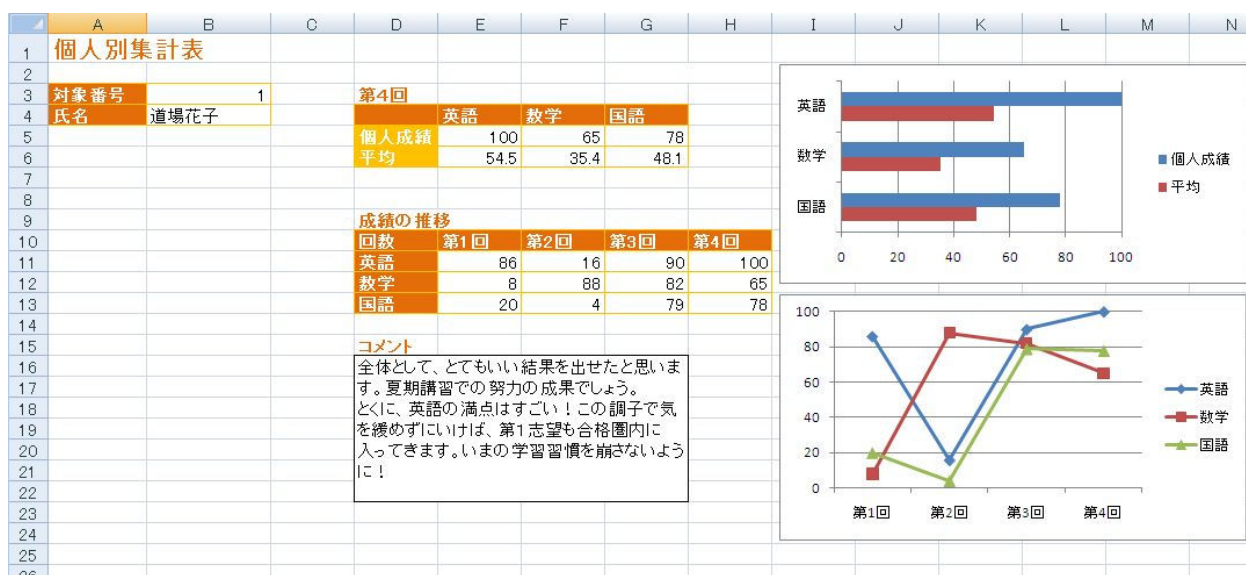 A B C D E F G H I J K L M N
1 個人別集計表
2
3 対象番号 1 第4回
4 氏名 道場花子 英語 数学 国語
5 個人成績 100 65 78
6 平均 54.5 35.4 48.1
7
8
9 成績の推移
10 回数 第1回 第2回 第3回 第4回
11 英語 86 16 90 100
12 数学 8 88 82 65
13 国語 20 4 79 78
14
15 コメント
16 全体として、とてもいい結果を出せたと思いま
17 す。夏期講習での努力の成果でしょう。
18 とくに、英語の満点はすごい！この調子で気
19 を緩めずにいけば、第1志望も合格圏内に
20 入ってきます。いまの学習習慣を崩さないよう
21 に！
22
23
24
25
26
英語
数学
国語
0 20 40 60 80 100
個人成績
平均
100
80
60
40
20
0
第1回 第2回 第3回 第4回
英語
数学
国語